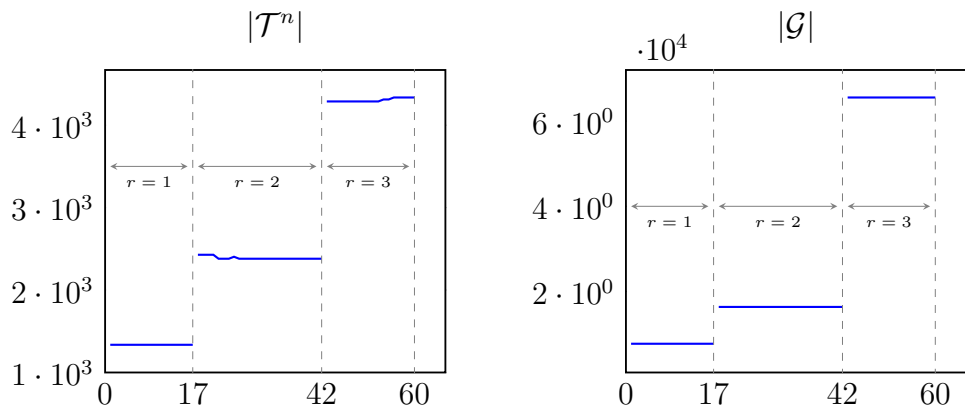 |𝒯ⁿ|
4 · 10³
3 · 10³
2 · 10³
1 · 10³
r = 1
r = 2
r = 3
0 17 42 60
|𝒢|
·10⁴
6 · 10⁰
4 · 10⁰
2 · 10⁰
r = 1
r = 2
r = 3
0 17 42 60